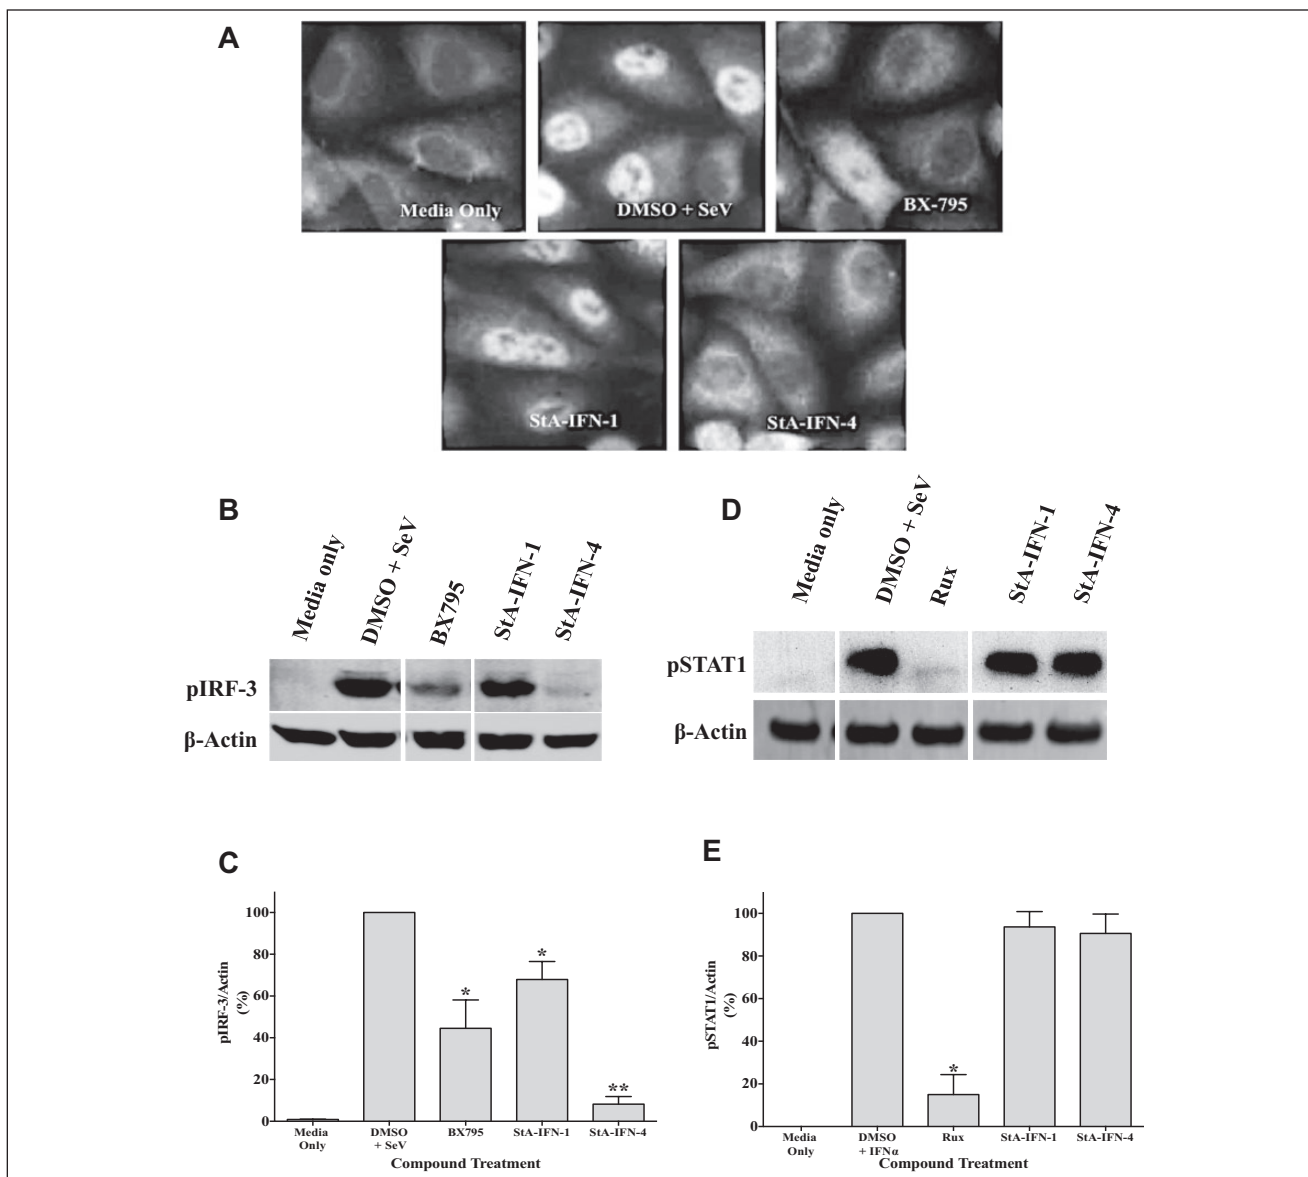 A
Media Only
DMSO + SeV
BX-795
StA-IFN-1
StA-IFN-4
B
Media only
DMSO + SeV
BX795
StA-IFN-1
StA-IFN-4
pIRF-3
β-Actin
D
Media only
DMSO + SeV
Rux
StA-IFN-1
StA-IFN-4
pSTAT1
β-Actin
C
pIRF-3/Actin
(%)
100
80
60
40
20
0
*
*
**
Media
Only
DMSO
+ SeV
BX795
StA-IFN-1
StA-IFN-4
Compound Treatment
E
pSTAT1/Actin
(%)
100
80
60
40
20
0
*
Media
Only
DMSO
+ IFNα
Rux
StA-IFN-1
StA-IFN-4
Compound Treatment